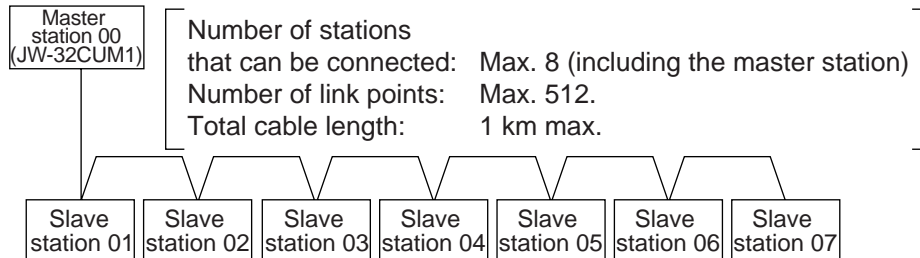 Master
station 00
(JW-32CUM1)
Number of stations
that can be connected: Max. 8 (including the master station)
Number of link points: Max. 512.
Total cable length: 1 km max.
Slave
station 01
Slave
station 02
Slave
station 03
Slave
station 04
Slave
station 05
Slave
station 06
Slave
station 07